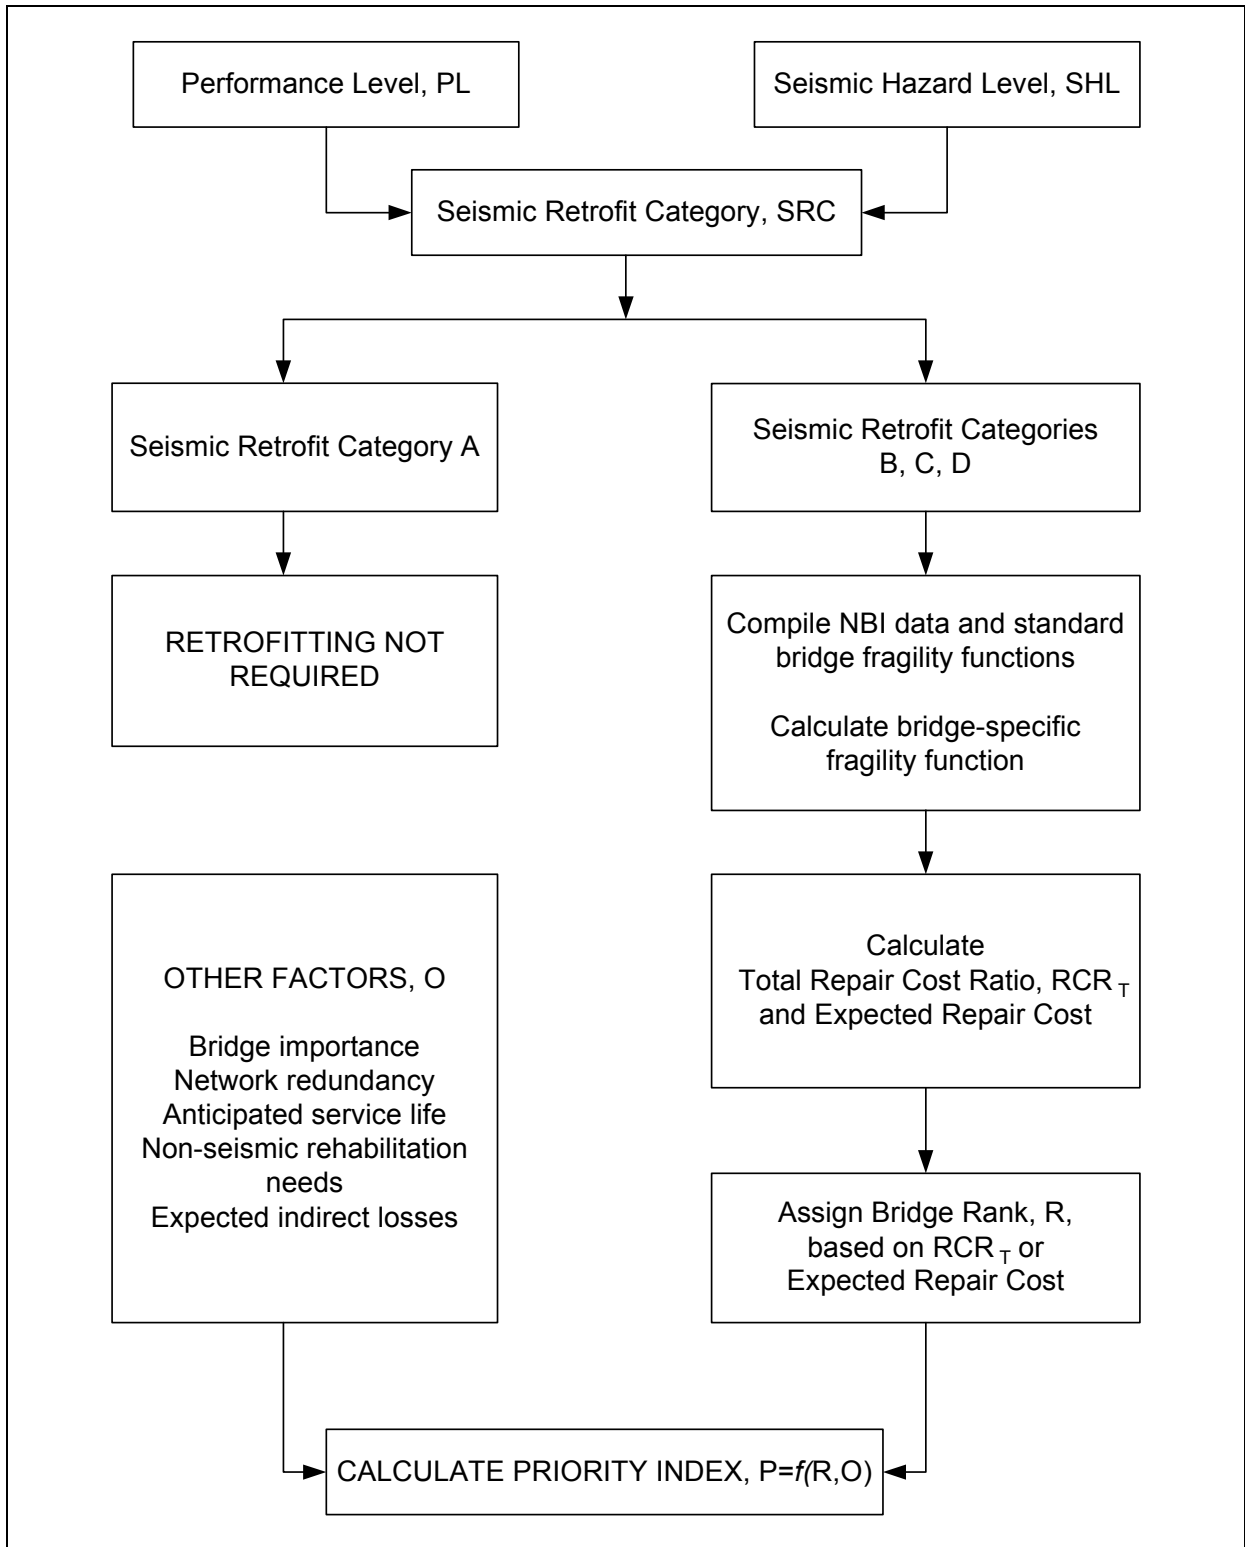 Performance Level, PL
Seismic Hazard Level, SHL
Seismic Retrofit Category, SRC
Seismic Retrofit Category A
Seismic Retrofit Categories
B, C, D
RETROFITTING NOT
REQUIRED
Compile NBI data and standard
bridge fragility functions
Calculate bridge-specific
fragility function
OTHER FACTORS, O
Bridge importance
Network redundancy
Anticipated service life
Non-seismic rehabilitation
needs
Expected indirect losses
Calculate
Total Repair Cost Ratio, RCR T
and Expected Repair Cost
Assign Bridge Rank, R,
based on RCR T or
Expected Repair Cost
CALCULATE PRIORITY INDEX, P=f(R,O)